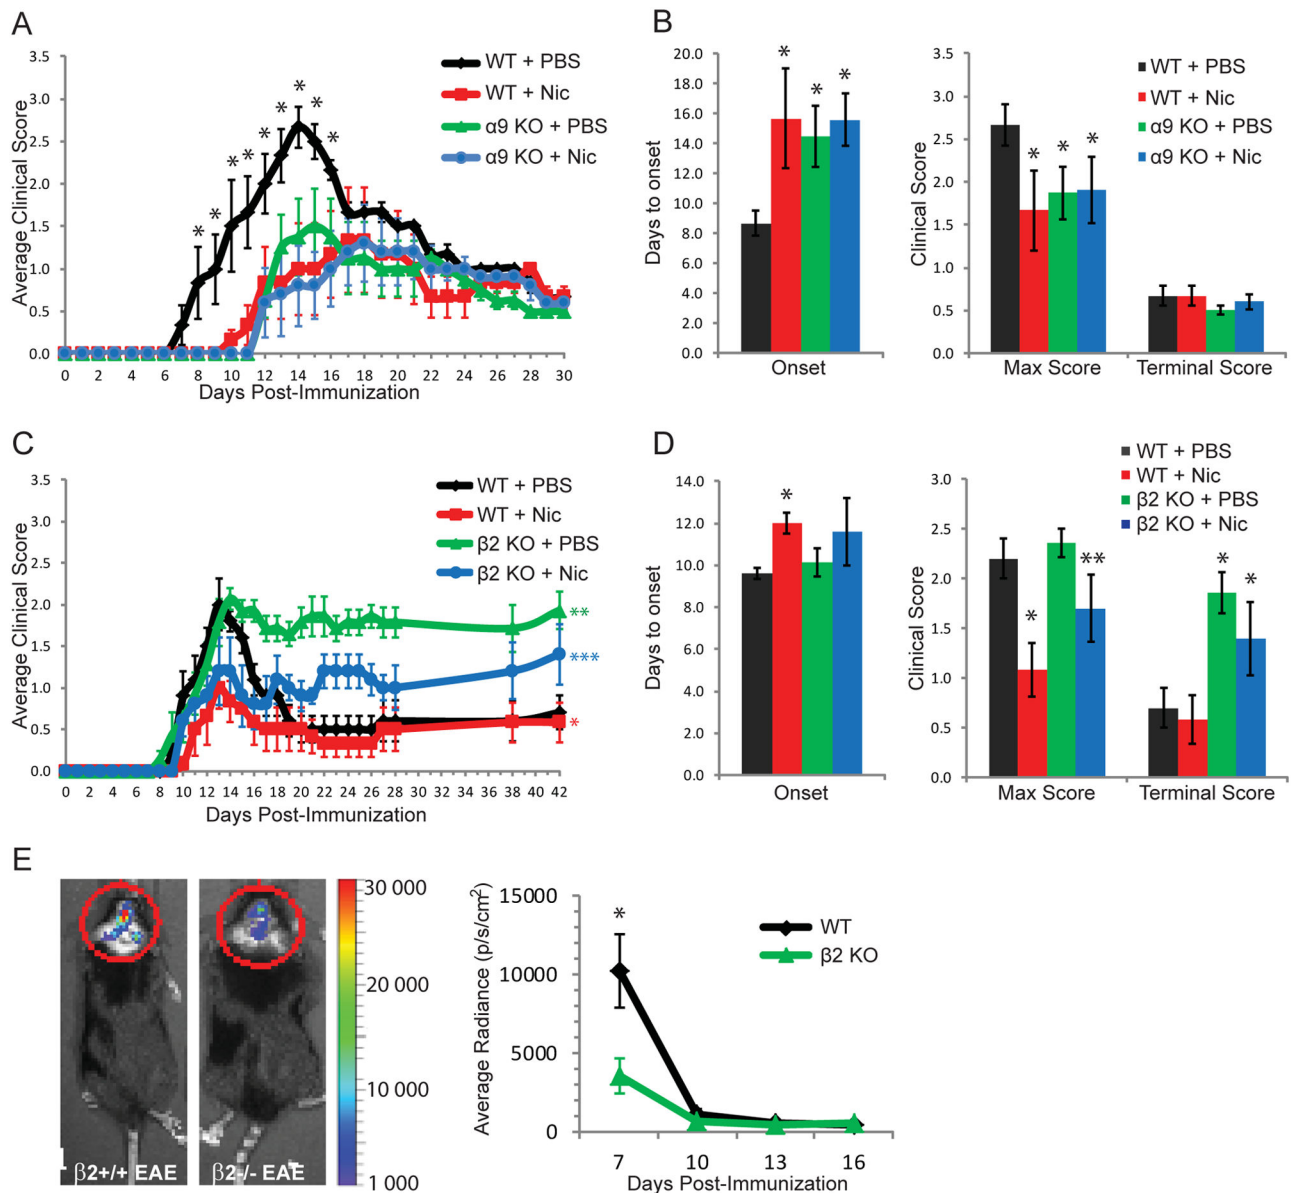 A
3.5
3.0
2.5
2.0
1.5
1.0
0.5
0.0
Average Clinical Score
0 2 4 6 8 10 12 14 16 18 20 22 24 26 28 30
Days Post-Immunization
* * * * * * * * *
WT + PBS
WT + Nic
α9 KO + PBS
α9 KO + Nic
B
20.0
18.0
16.0
14.0
12.0
10.0
8.0
6.0
4.0
2.0
0.0
Days to onset
* * *
Onset
3.5
3.0
2.5
2.0
1.5
1.0
0.5
0.0
Clinical Score
* * *
Max Score Terminal Score
WT + PBS
WT + Nic
α9 KO + PBS
α9 KO + Nic
C
3.5
3.0
2.5
2.0
1.5
1.0
0.5
0.0
Average Clinical Score
0 2 4 6 8 10 12 14 16 18 20 22 24 26 28 30 32 34 36 38 40 42
Days Post-Immunization
WT + PBS
WT + Nic
β2 KO + PBS
β2 KO + Nic
**
***
*
D
14.0
12.0
10.0
8.0
6.0
4.0
2.0
0.0
Days to onset
*
Onset
WT + PBS
WT + Nic
β2 KO + PBS
β2 KO + Nic
3.0
2.5
2.0
1.5
1.0
0.5
0.0
Clinical Score
* ** * *
Max Score Terminal Score
E
β2+/+ EAE
β2-/- EAE
30 000
20 000
10 000
1 000
15000
10000
5000
0
Average Radiance (p/s/cm²)
*
WT
β2 KO
7 10 13 16
Days Post-Immunization